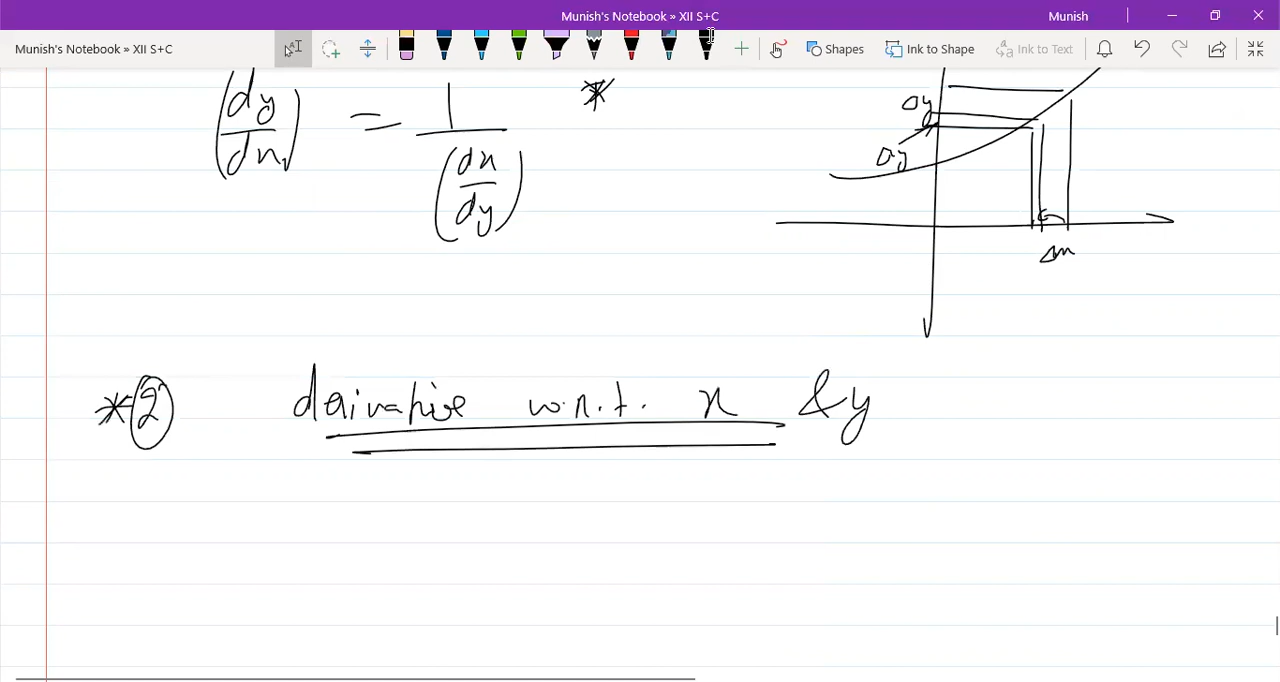 Munish's Notebook » XII S+C
Munish
Munish's Notebook » XII S+C
Shapes
Ink to Shape
Ink to Text
(dy/dx) = 1/(dx/dy) *
Δy
Δy
Δx
*② derivative w.r.t. x & y